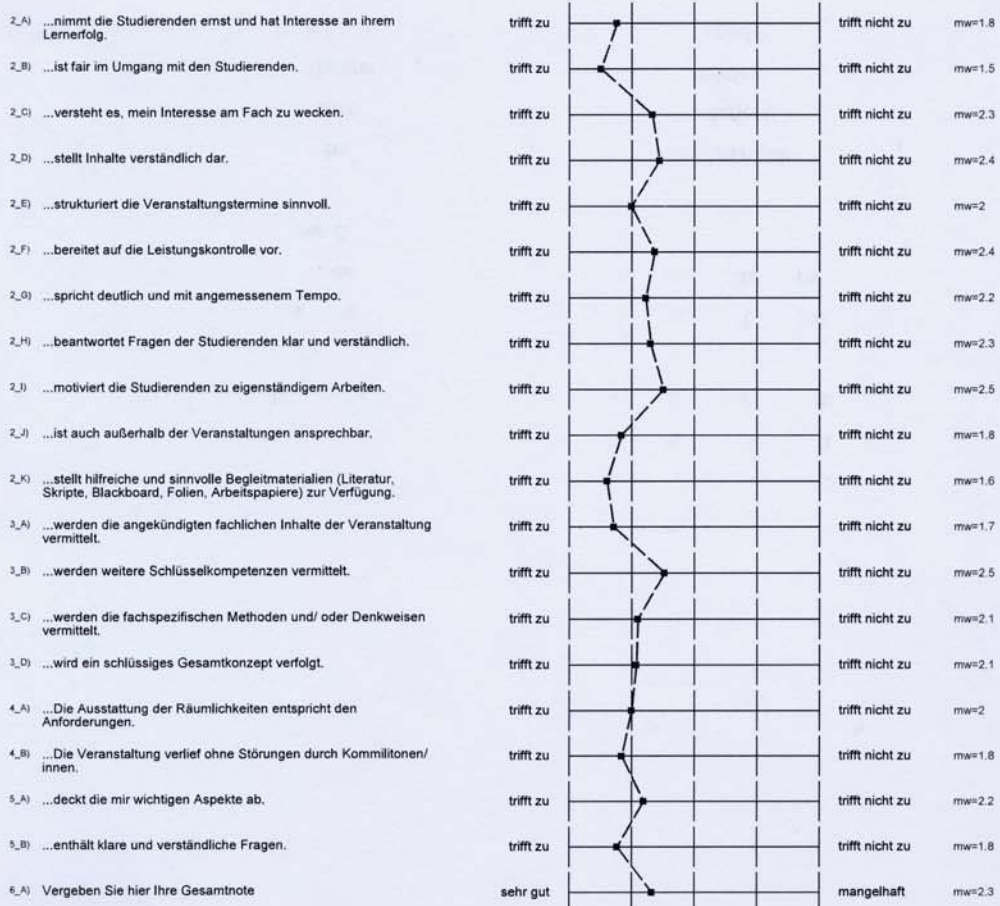 2_A) ...nimmt die Studierenden ernst und hat Interesse an ihrem trifft zu trifft nicht zu mw=1.8
Lernerfolg.
2_B) ...ist fair im Umgang mit den Studierenden. trifft zu trifft nicht zu mw=1.5
2_C) ...versteht es, mein Interesse am Fach zu wecken. trifft zu trifft nicht zu mw=2.3
2_D) ...stellt Inhalte verständlich dar. trifft zu trifft nicht zu mw=2.4
2_E) ...strukturiert die Veranstaltungstermine sinnvoll. trifft zu trifft nicht zu mw=2
2_F) ...bereitet auf die Leistungskontrolle vor. trifft zu trifft nicht zu mw=2.4
2_G) ...spricht deutlich und mit angemessenem Tempo. trifft zu trifft nicht zu mw=2.2
2_H) ...beantwortet Fragen der Studierenden klar und verständlich. trifft zu trifft nicht zu mw=2.3
2_I) ...motiviert die Studierenden zu eigenständigem Arbeiten. trifft zu trifft nicht zu mw=2.5
2_J) ...ist auch außerhalb der Veranstaltungen ansprechbar. trifft zu trifft nicht zu mw=1.8
2_K) ...stellt hilfreiche und sinnvolle Begleitmaterialien (Literatur, trifft zu trifft nicht zu mw=1.6
Skripte, Blackboard, Folien, Arbeitspapiere) zur Verfügung.
3_A) ...werden die angekündigten fachlichen Inhalte der Veranstaltung trifft zu trifft nicht zu mw=1.7
vermittelt.
3_B) ...werden weitere Schlüsselkompetenzen vermittelt. trifft zu trifft nicht zu mw=2.5
3_C) ...werden die fachspezifischen Methoden und/ oder Denkweisen trifft zu trifft nicht zu mw=2.1
vermittelt.
3_D) ...wird ein schlüssiges Gesamtkonzept verfolgt. trifft zu trifft nicht zu mw=2.1
4_A) ...Die Ausstattung der Räumlichkeiten entspricht den trifft zu trifft nicht zu mw=2
Anforderungen.
4_B) ...Die Veranstaltung verlief ohne Störungen durch Kommilitonen/ trifft zu trifft nicht zu mw=1.8
innen.
5_A) ...deckt die mir wichtigen Aspekte ab. trifft zu trifft nicht zu mw=2.2
5_B) ...enthält klare und verständliche Fragen. trifft zu trifft nicht zu mw=1.8
6_A) Vergeben Sie hier Ihre Gesamtnote sehr gut mangelhaft mw=2.3